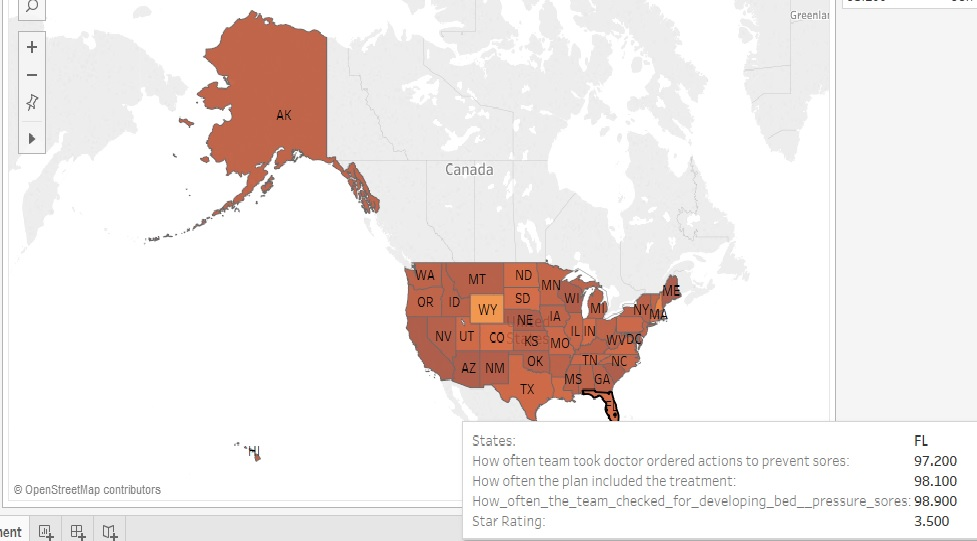 Greenlan
AK
Canada
WA
MT
ND
MN
OR
ID
WY
SD
WI
MI
NY
ME
MA
NV
UT
CO
NE
IA
IL
IN
KS
MO
WV
DC
AZ
NM
OK
TN
NC
TX
MS
GA
FL
HI
© OpenStreetMap contributors
States: FL
How often team took doctor ordered actions to prevent sores: 97.200
How often the plan included the treatment: 98.100
How_often_the_team_checked_for_developing_bed__pressure_sores: 98.900
Star Rating: 3.500
ent